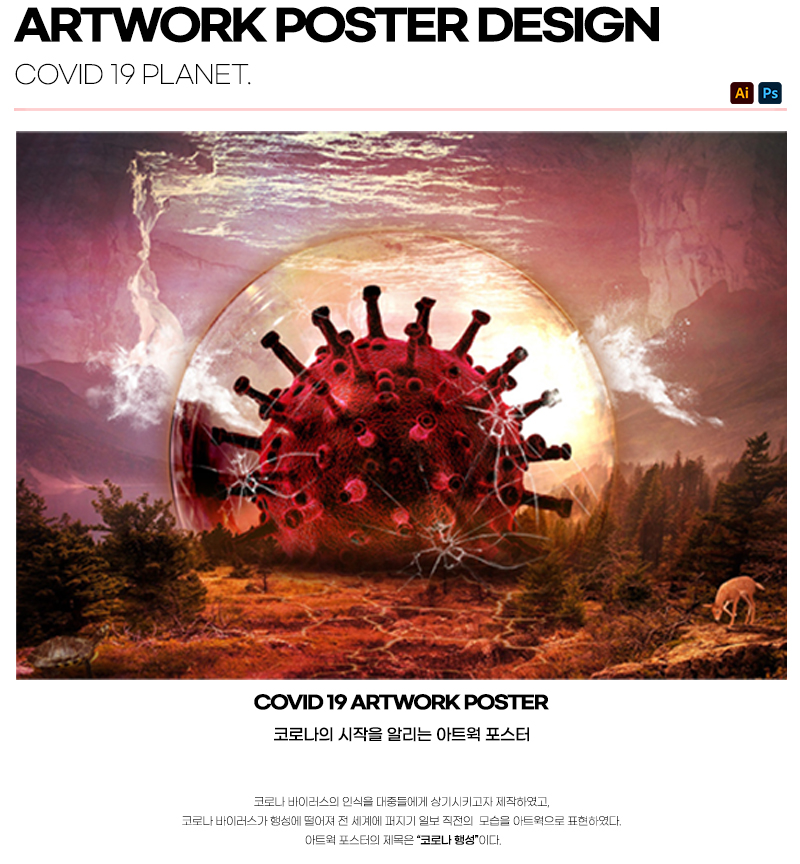 ARTWORK POSTER DESIGN
COVID 19 PLANET.
Ai Ps
COVID 19 ARTWORK POSTER
코로나의 시작을 알리는 아트웍 포스터
코로나 바이러스의 인식을 대중들에게 상기시키고자 제작하였고,
코로나 바이러스가 행성에 떨어져 전 세계에 퍼지기 일보 직전의 모습을 아트웍으로 표현하였다.
아트웍 포스터의 제목은 “코로나 행성”이다.